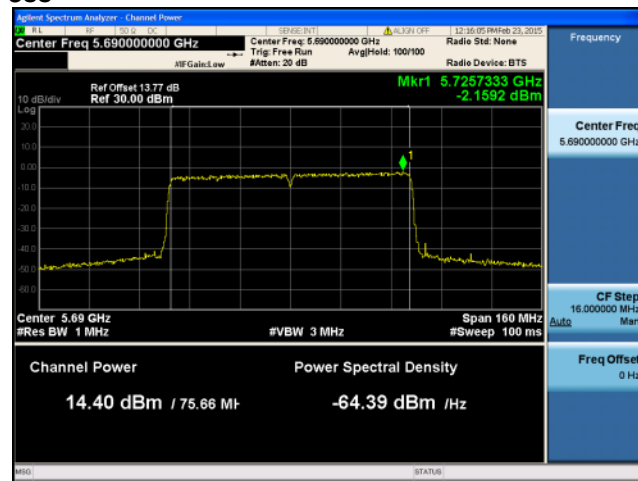 Agilent Spectrum Analyzer - Channel Power
RL RF 50 Ω DC SENSE:INT ALIGN OFF 12:16:05 PM Feb 23, 2015
Center Freq 5.690000000 GHz
Center Freq: 5.690000000 GHz
Radio Std: None
Trig: Free Run Avg|Hold: 100/100
#IFGain:Low #Atten: 20 dB Radio Device: BTS
Frequency
Mkr1 5.7257333 GHz
-2.1592 dBm
Ref Offset 13.77 dB
10 dB/div Ref 30.00 dBm
Log
20.0
10.0
0.00
-10.0
-20.0
-30.0
-40.0
-50.0
-60.0
1
Center 5.69 GHz Span 160 MHz
#Res BW 1 MHz #VBW 3 MHz #Sweep 100 ms
Channel Power Power Spectral Density
14.40 dBm / 75.66 MH -64.39 dBm /Hz
Center Freq
5.690000000 GHz
CF Step
16.000000 MHz
Auto Man
Freq Offset
0 Hz
MSG STATUS